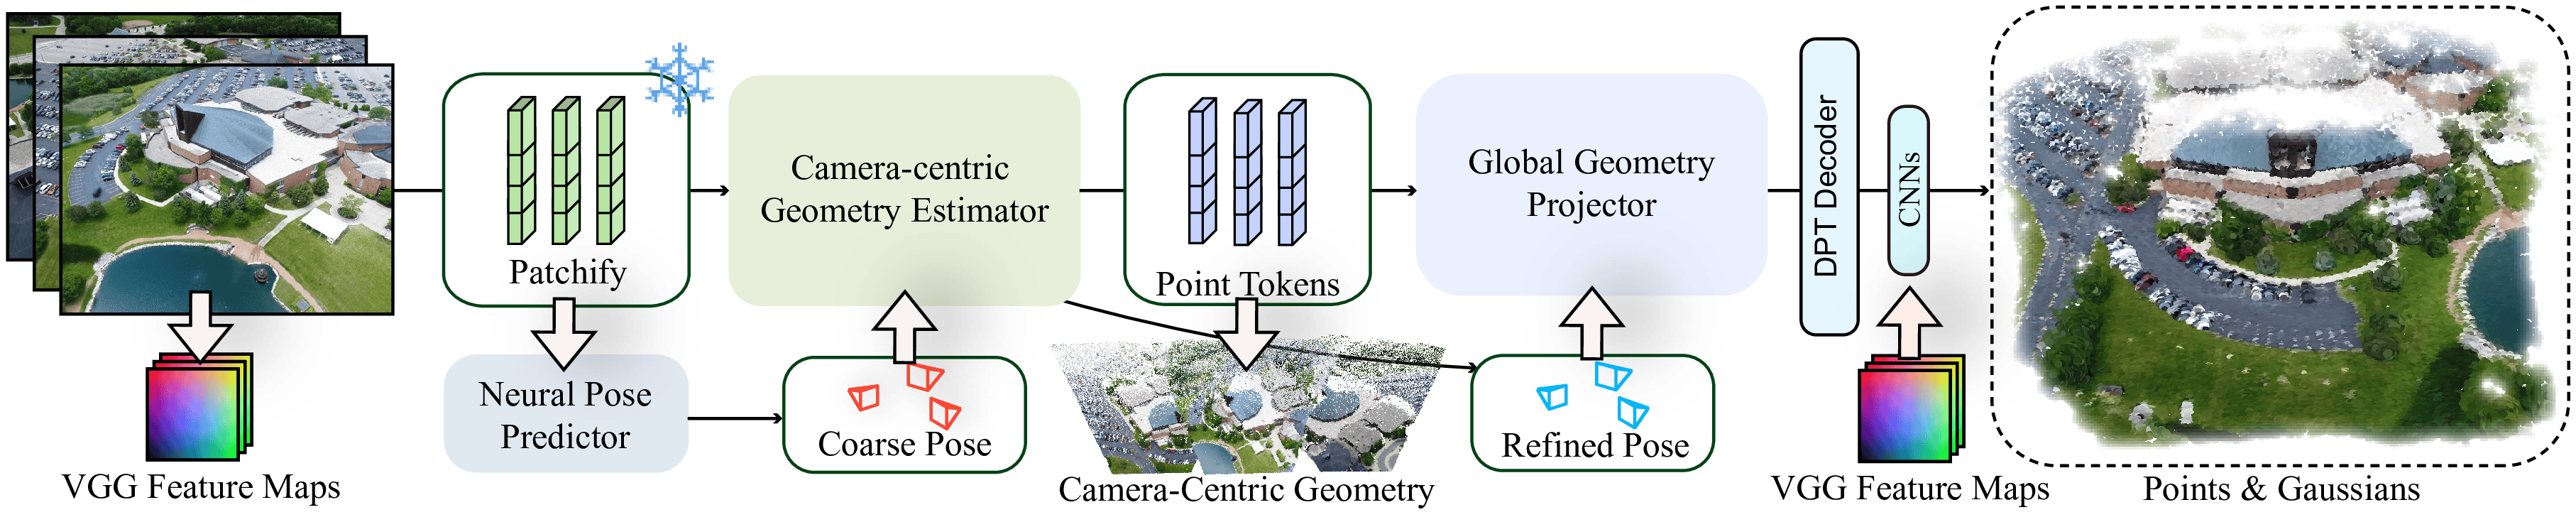 Patchify
Camera-centric
Geometry Estimator
Point Tokens
Global Geometry
Projector
DPT Decoder
CNNs
Neural Pose
Predictor
Coarse Pose
Refined Pose
VGG Feature Maps
Camera-Centric Geometry
VGG Feature Maps
Points & Gaussians